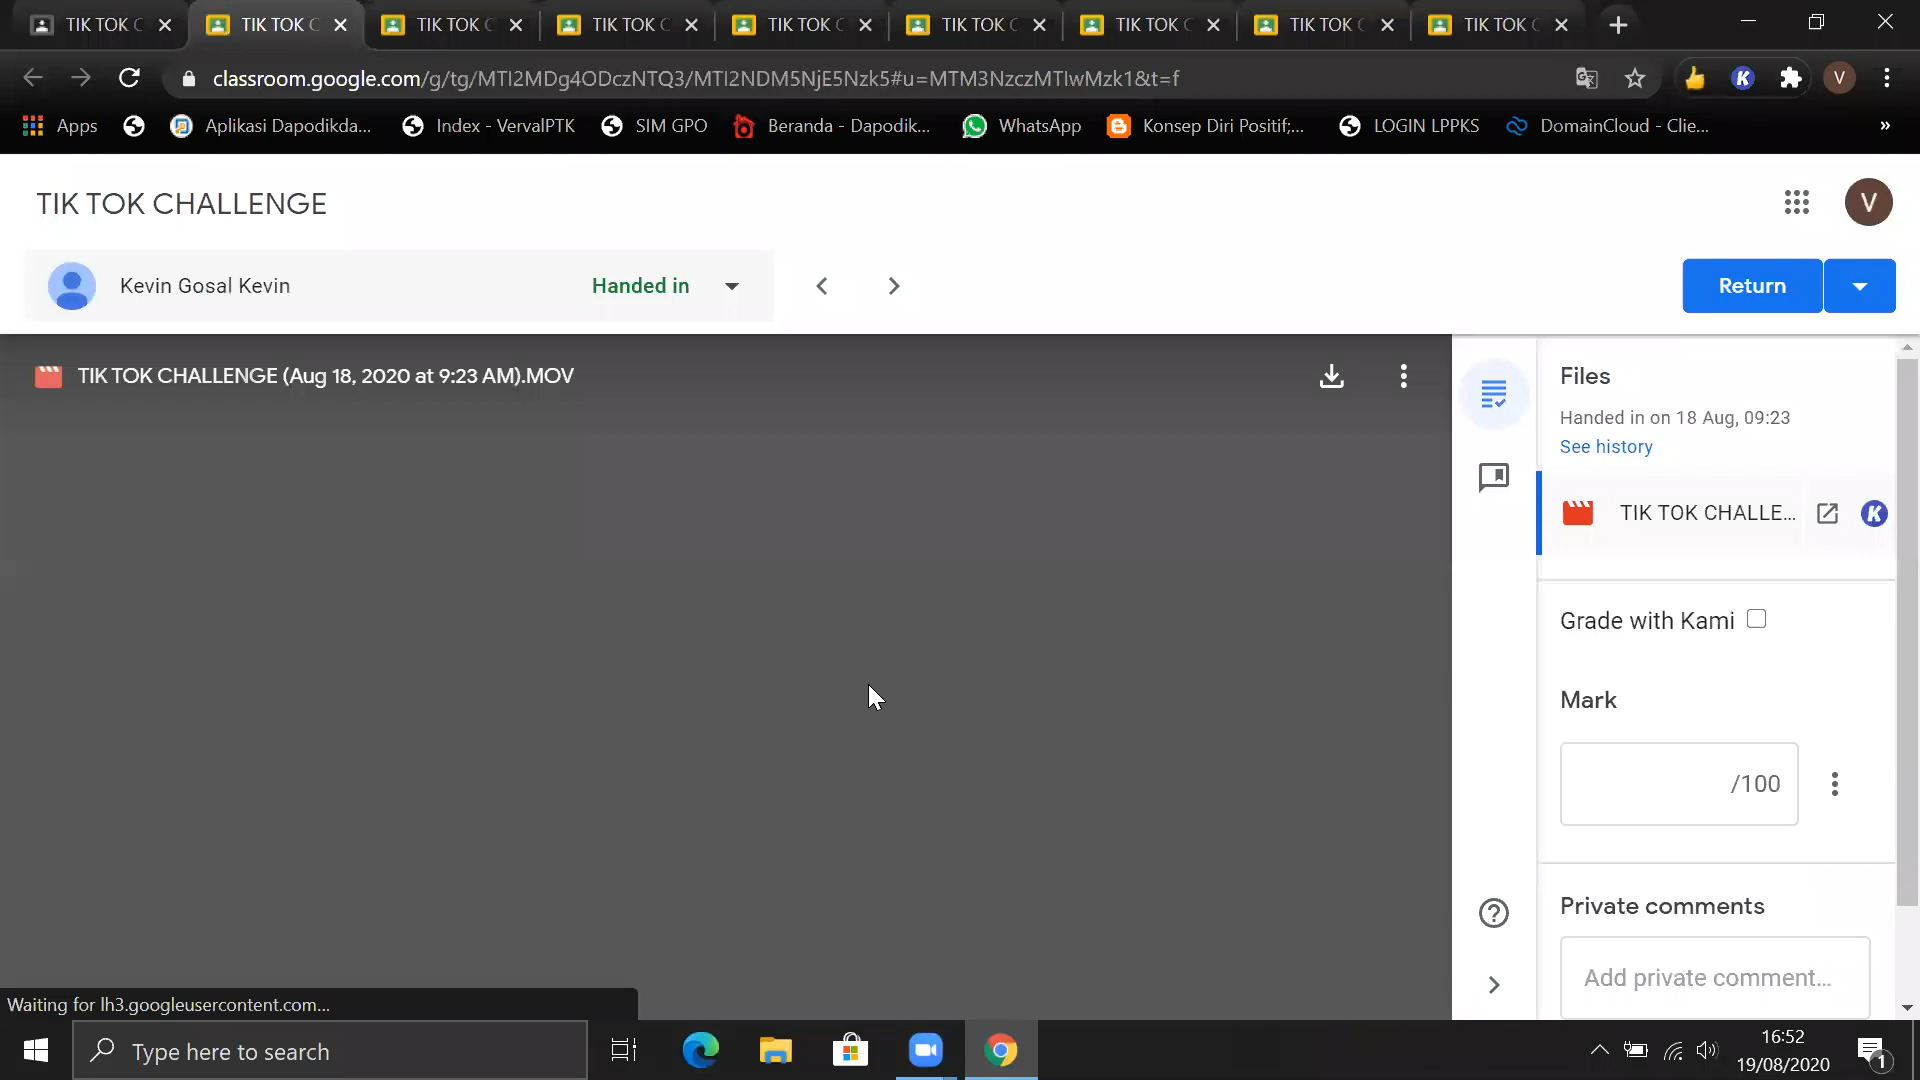 TIK TOK C
TIK TOK C
TIK TOK C
TIK TOK C
TIK TOK C
TIK TOK C
TIK TOK C
TIK TOK C
TIK TOK C
classroom.google.com/g/tg/MTI2MDg4ODczNTQ3/MTI2NDM5NjE5Nzk5#u=MTM3NzczMTIwMzk1&t=f
K
V
Apps
Aplikasi Dapodikda...
Index - VervalPTK
SIM GPO
Beranda - Dapodik...
WhatsApp
Konsep Diri Positif;...
LOGIN LPPKS
DomainCloud - Clie...
»
TIK TOK CHALLENGE
V
Kevin Gosal Kevin
Handed in
Return
TIK TOK CHALLENGE (Aug 18, 2020 at 9:23 AM).MOV
Files
Handed in on 18 Aug, 09:23
See history
TIK TOK CHALLE...
K
Grade with Kami
Mark
/100
Private comments
Add private comment...
Waiting for lh3.googleusercontent.com...
Type here to search
16:52
19/08/2020
1